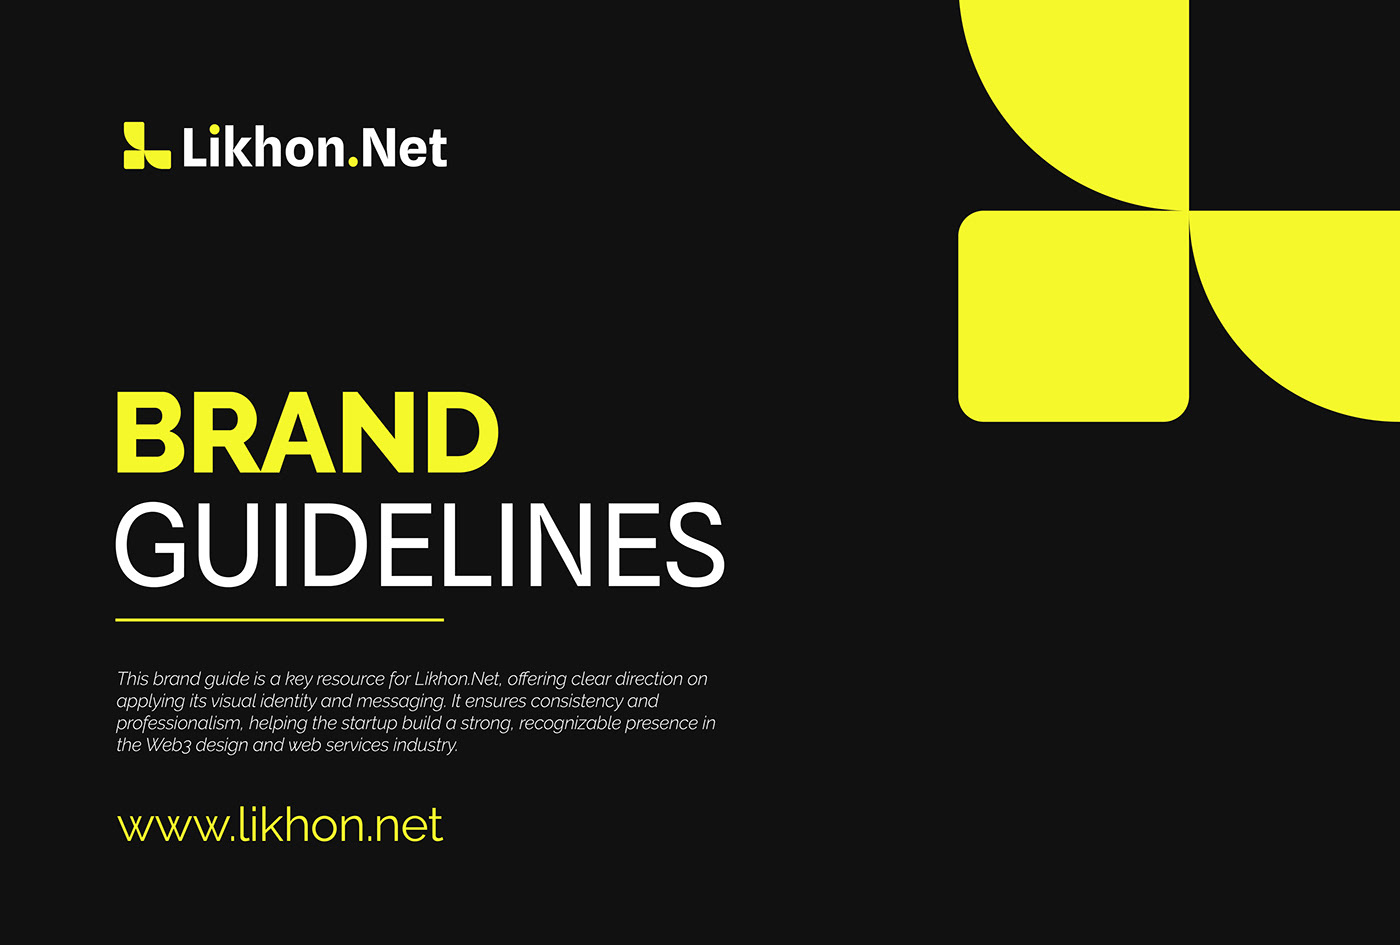 Likhon.Net
BRAND
GUIDELINES
This brand guide is a key resource for Likhon.Net, offering clear direction on
applying its visual identity and messaging. It ensures consistency and
professionalism, helping the startup build a strong, recognizable presence in
the Web3 design and web services industry.
www.likhon.net